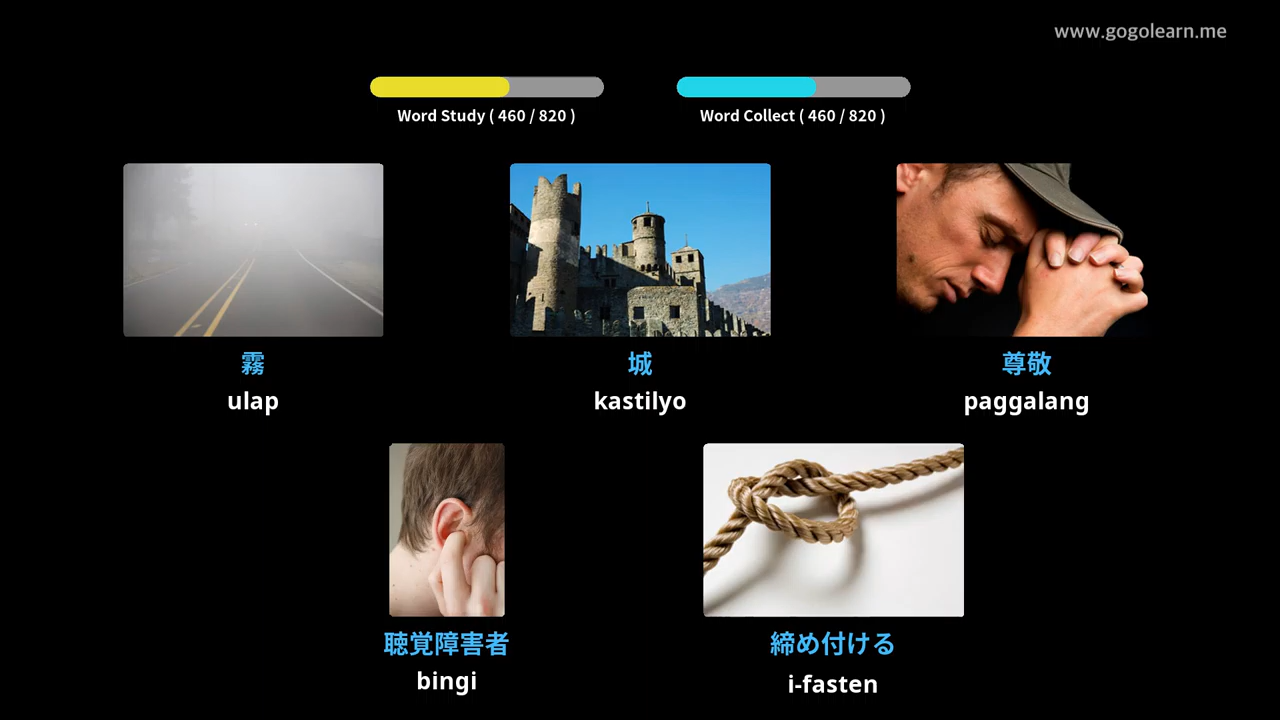 www.gogolearn.me
Word Study ( 460 / 820 )
Word Collect ( 460 / 820 )
霧
ulap
城
kastilyo
尊敬
paggalang
聴覚障害者
bingi
締め付ける
i-fasten